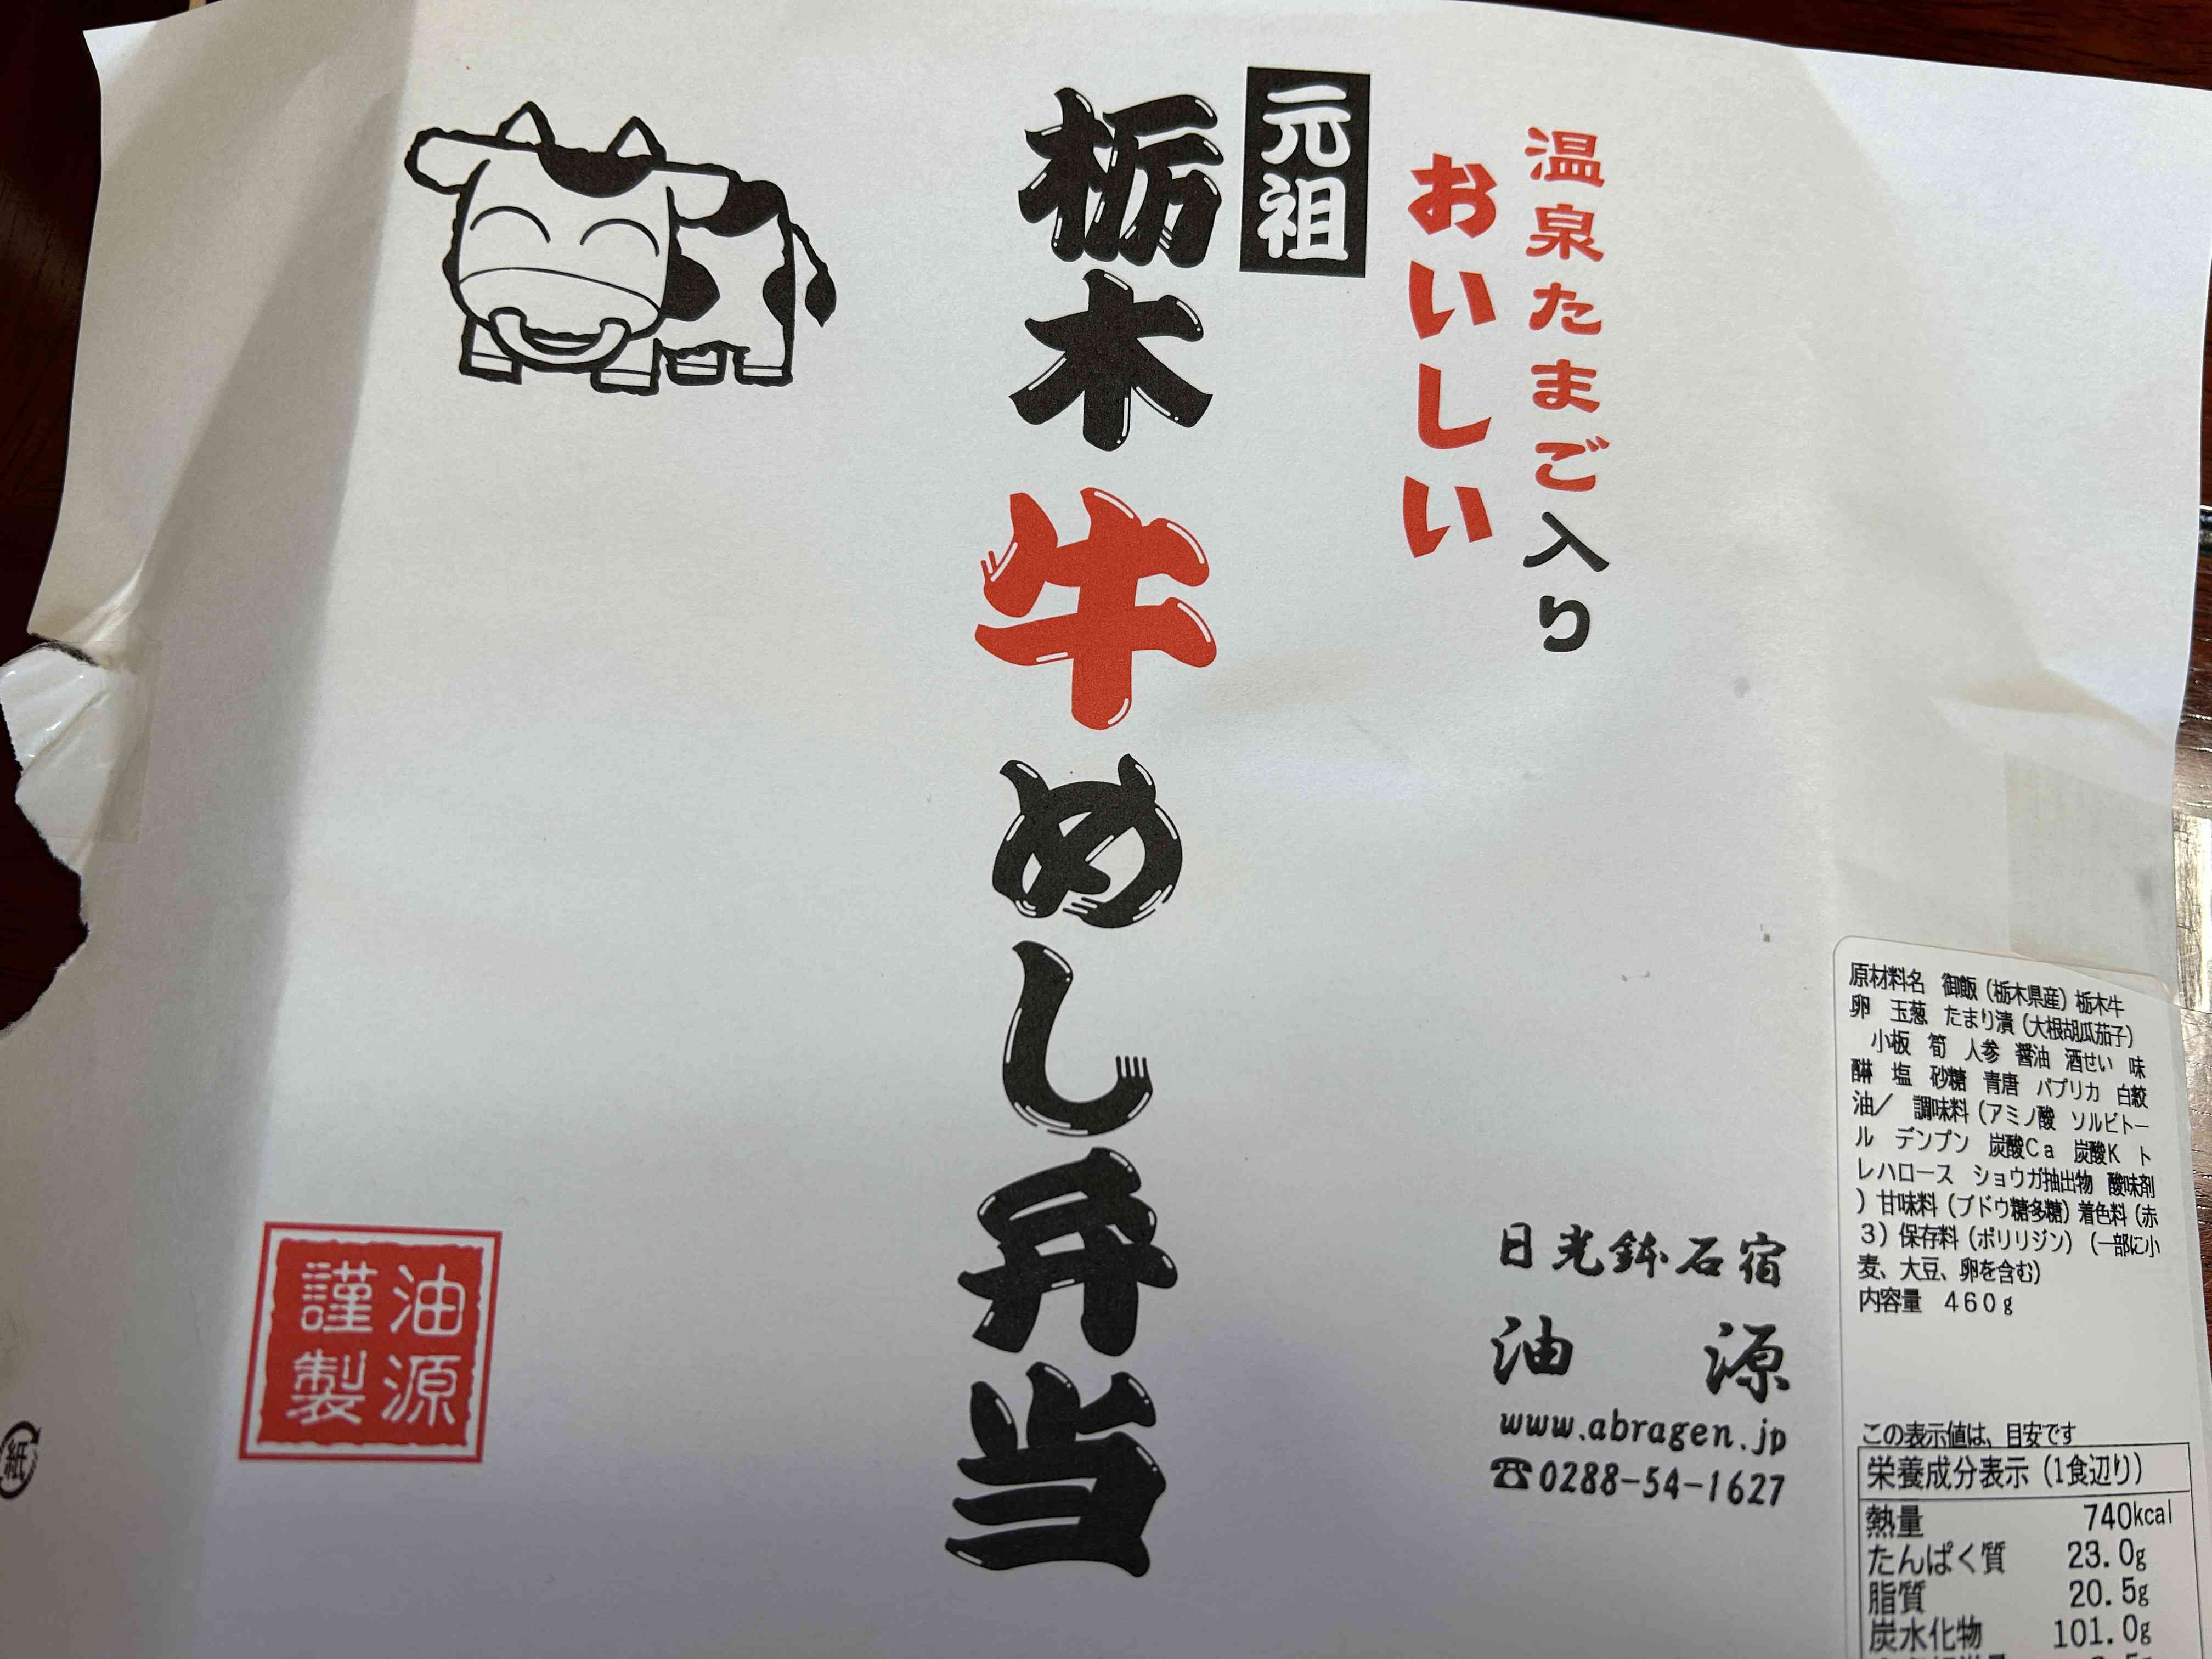 温泉たまご入り
おいしい
元祖
栃木牛めし弁当
日光鉢石宿
油 源
www.abragen.jp
☎0288-54-1627
油源
謹製
紙
原材料名 御飯（栃木県産）栃木牛
卵 玉葱 たまり漬（大根胡瓜茄子）
小板 筍 人参 醤油 酒せい 味
醂 塩 砂糖 青唐 パプリカ 白絞
油／ 調味料（アミノ酸 ソルビトー
ル デンプン 炭酸Ca 炭酸K ト
レハロース ショウガ抽出物 酸味剤
）甘味料（ブドウ糖多糖）着色料（赤
3）保存料（ポリリジン）（一部に小
麦、大豆、卵を含む）
内容量 460g
この表示値は、目安です
栄養成分表示（1食辺り）
熱量 740kcal
たんぱく質 23.0g
脂質 20.5g
炭水化物 101.0g